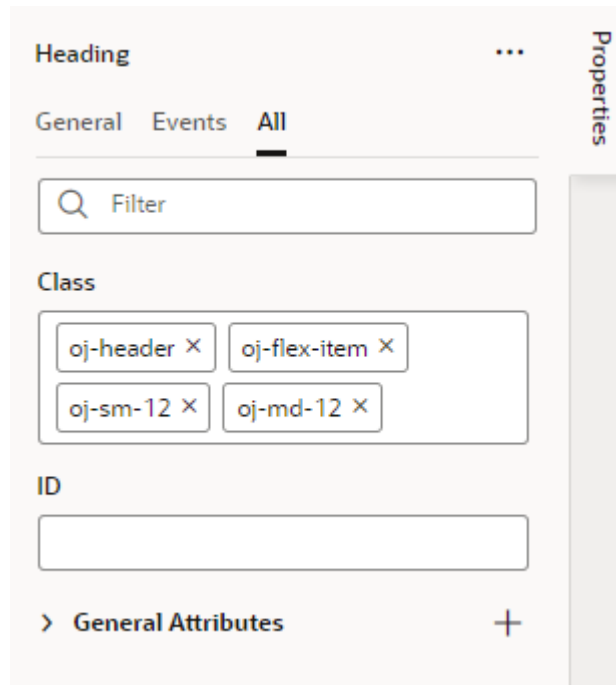 Heading
Properties
General Events All
Filter
Class
oj-header × oj-flex-item ×
oj-sm-12 × oj-md-12 ×
ID
General Attributes